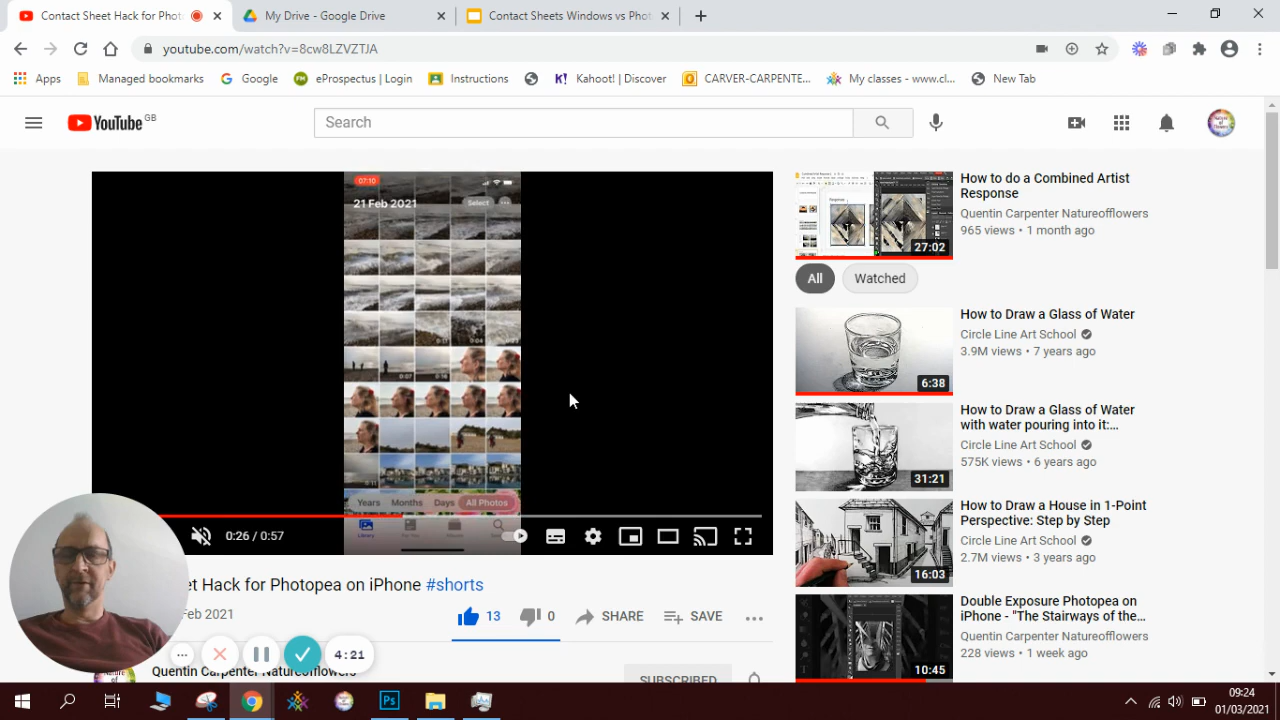 Contact Sheet Hack for Phot
My Drive - Google Drive
Contact Sheets Windows vs Phot
youtube.com/watch?v=8cw8LZVZTJA
Apps
Managed bookmarks
Google
eProspectus | Login
Instructions
Kahoot! | Discover
CARVER-CARPENTE...
My classes - www.cl...
New Tab
YouTube GB
Search
07:10
21 Feb 2021
Select
Years Months Days All Photos
Library
0:26 / 0:57
et Hack for Photopea on iPhone #shorts
eb 2021
13
0
SHARE
SAVE
4:21
Quentin Carpenter Natureofflowers
SUBSCRIBED
How to do a Combined Artist
Response
Quentin Carpenter Natureofflowers
965 views • 1 month ago
27:02
All
Watched
How to Draw a Glass of Water
Circle Line Art School
3.9M views • 7 years ago
6:38
How to Draw a Glass of Water
with water pouring into it:...
Circle Line Art School
575K views • 6 years ago
31:21
How to Draw a House in 1-Point
Perspective: Step by Step
Circle Line Art School
2.7M views • 3 years ago
16:03
Double Exposure Photopea on
iPhone - "The Stairways of the...
Quentin Carpenter Natureofflowers
228 views • 1 week ago
10:45
Ps
09:24
01/03/2021